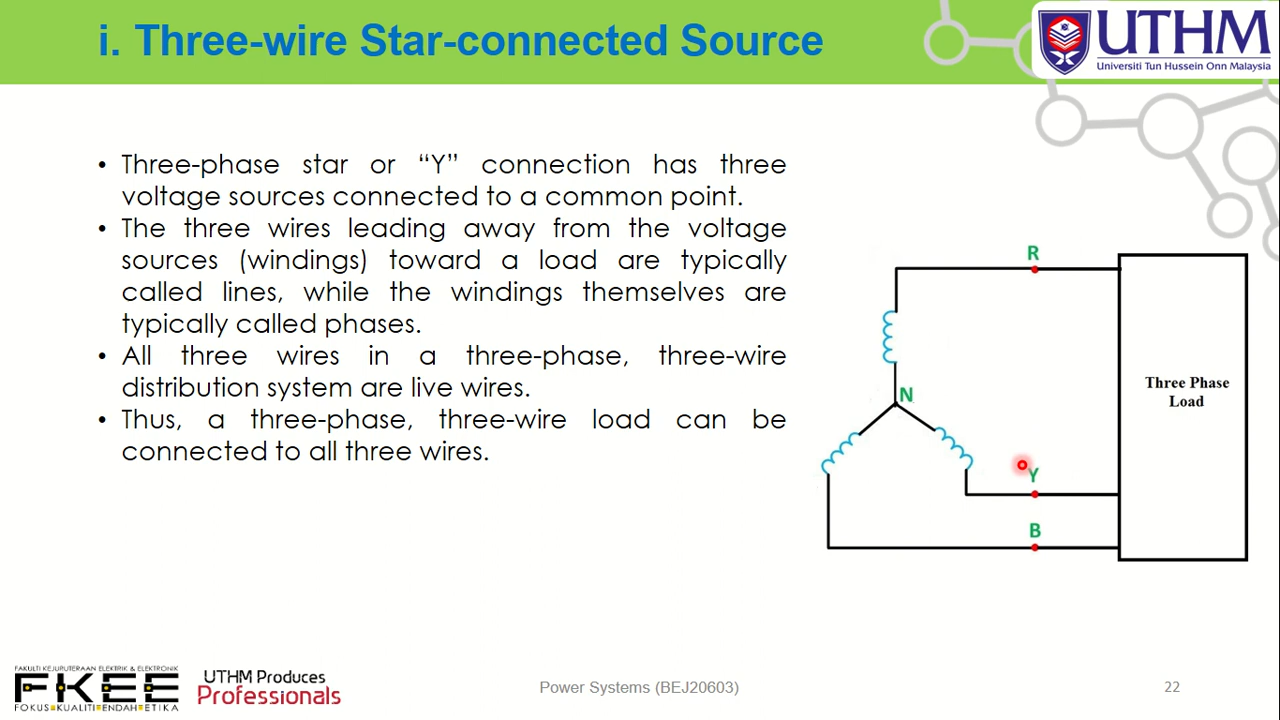 i. Three-wire Star-connected Source
UTHM
Universiti Tun Hussein Onn Malaysia
• Three-phase star or “Y” connection has three
voltage sources connected to a common point.
• The three wires leading away from the voltage
sources (windings) toward a load are typically
called lines, while the windings themselves are
typically called phases.
• All three wires in a three-phase, three-wire
distribution system are live wires.
• Thus, a three-phase, three-wire load can be
connected to all three wires.
R
N
Y
B
Three Phase
Load
FAKULTI KEJURUTERAAN ELEKTRIK & ELEKTRONIK
FKEE
FOKUS KUALITI ENDAH ETIKA
UTHM Produces
Professionals
Power Systems (BEJ20603)
22